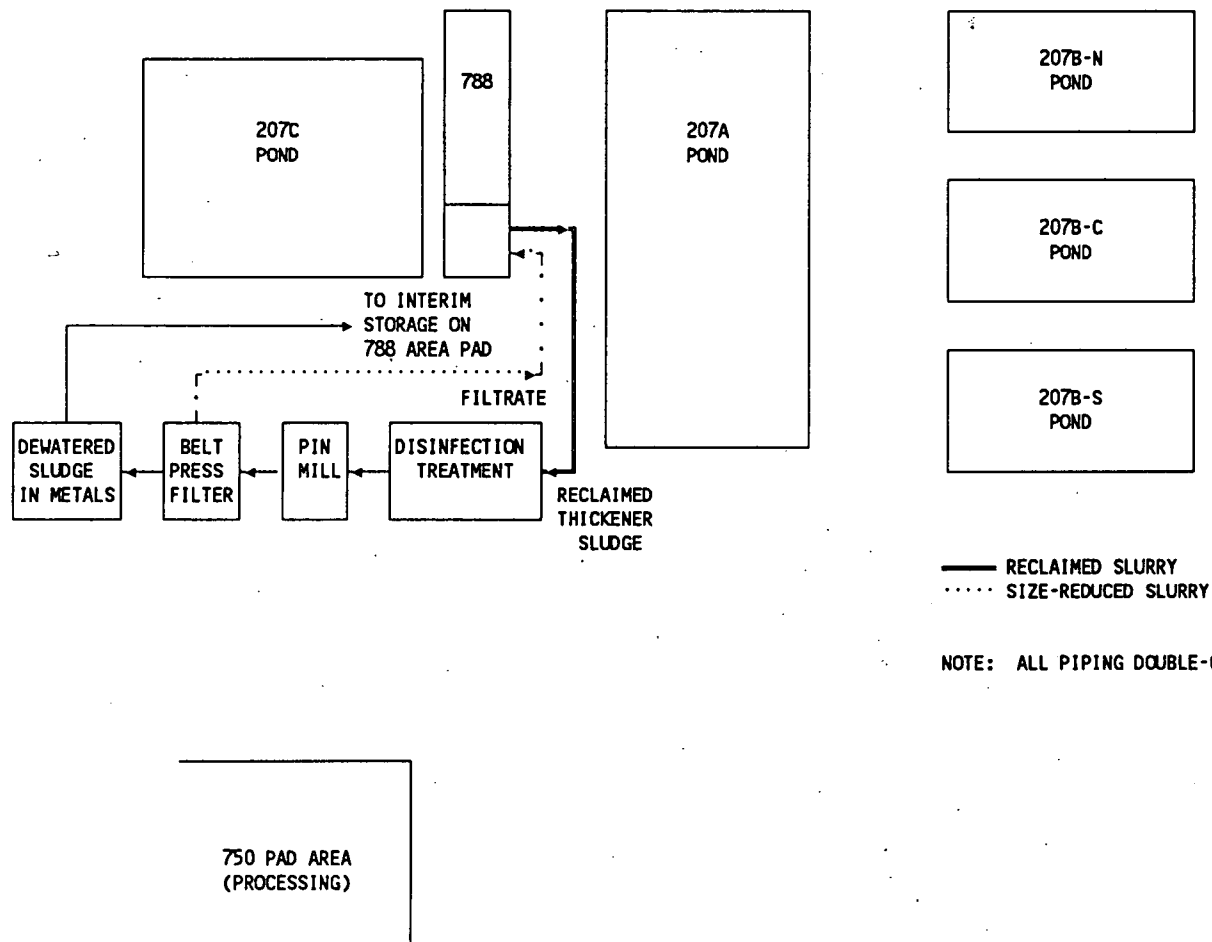 207C
POND
788
207A
POND
207B-N
POND
207B-C
POND
207B-S
POND
TO INTERIM
STORAGE ON
788 AREA PAD
FILTRATE
DEWATERED
SLUDGE
IN METALS
BELT
PRESS
FILTER
PIN
MILL
DISINFECTION
TREATMENT
RECLAIMED
THICKENER
SLUDGE
RECLAIMED SLURRY
SIZE-REDUCED SLURRY
NOTE: ALL PIPING DOUBLE-
750 PAD AREA
(PROCESSING)